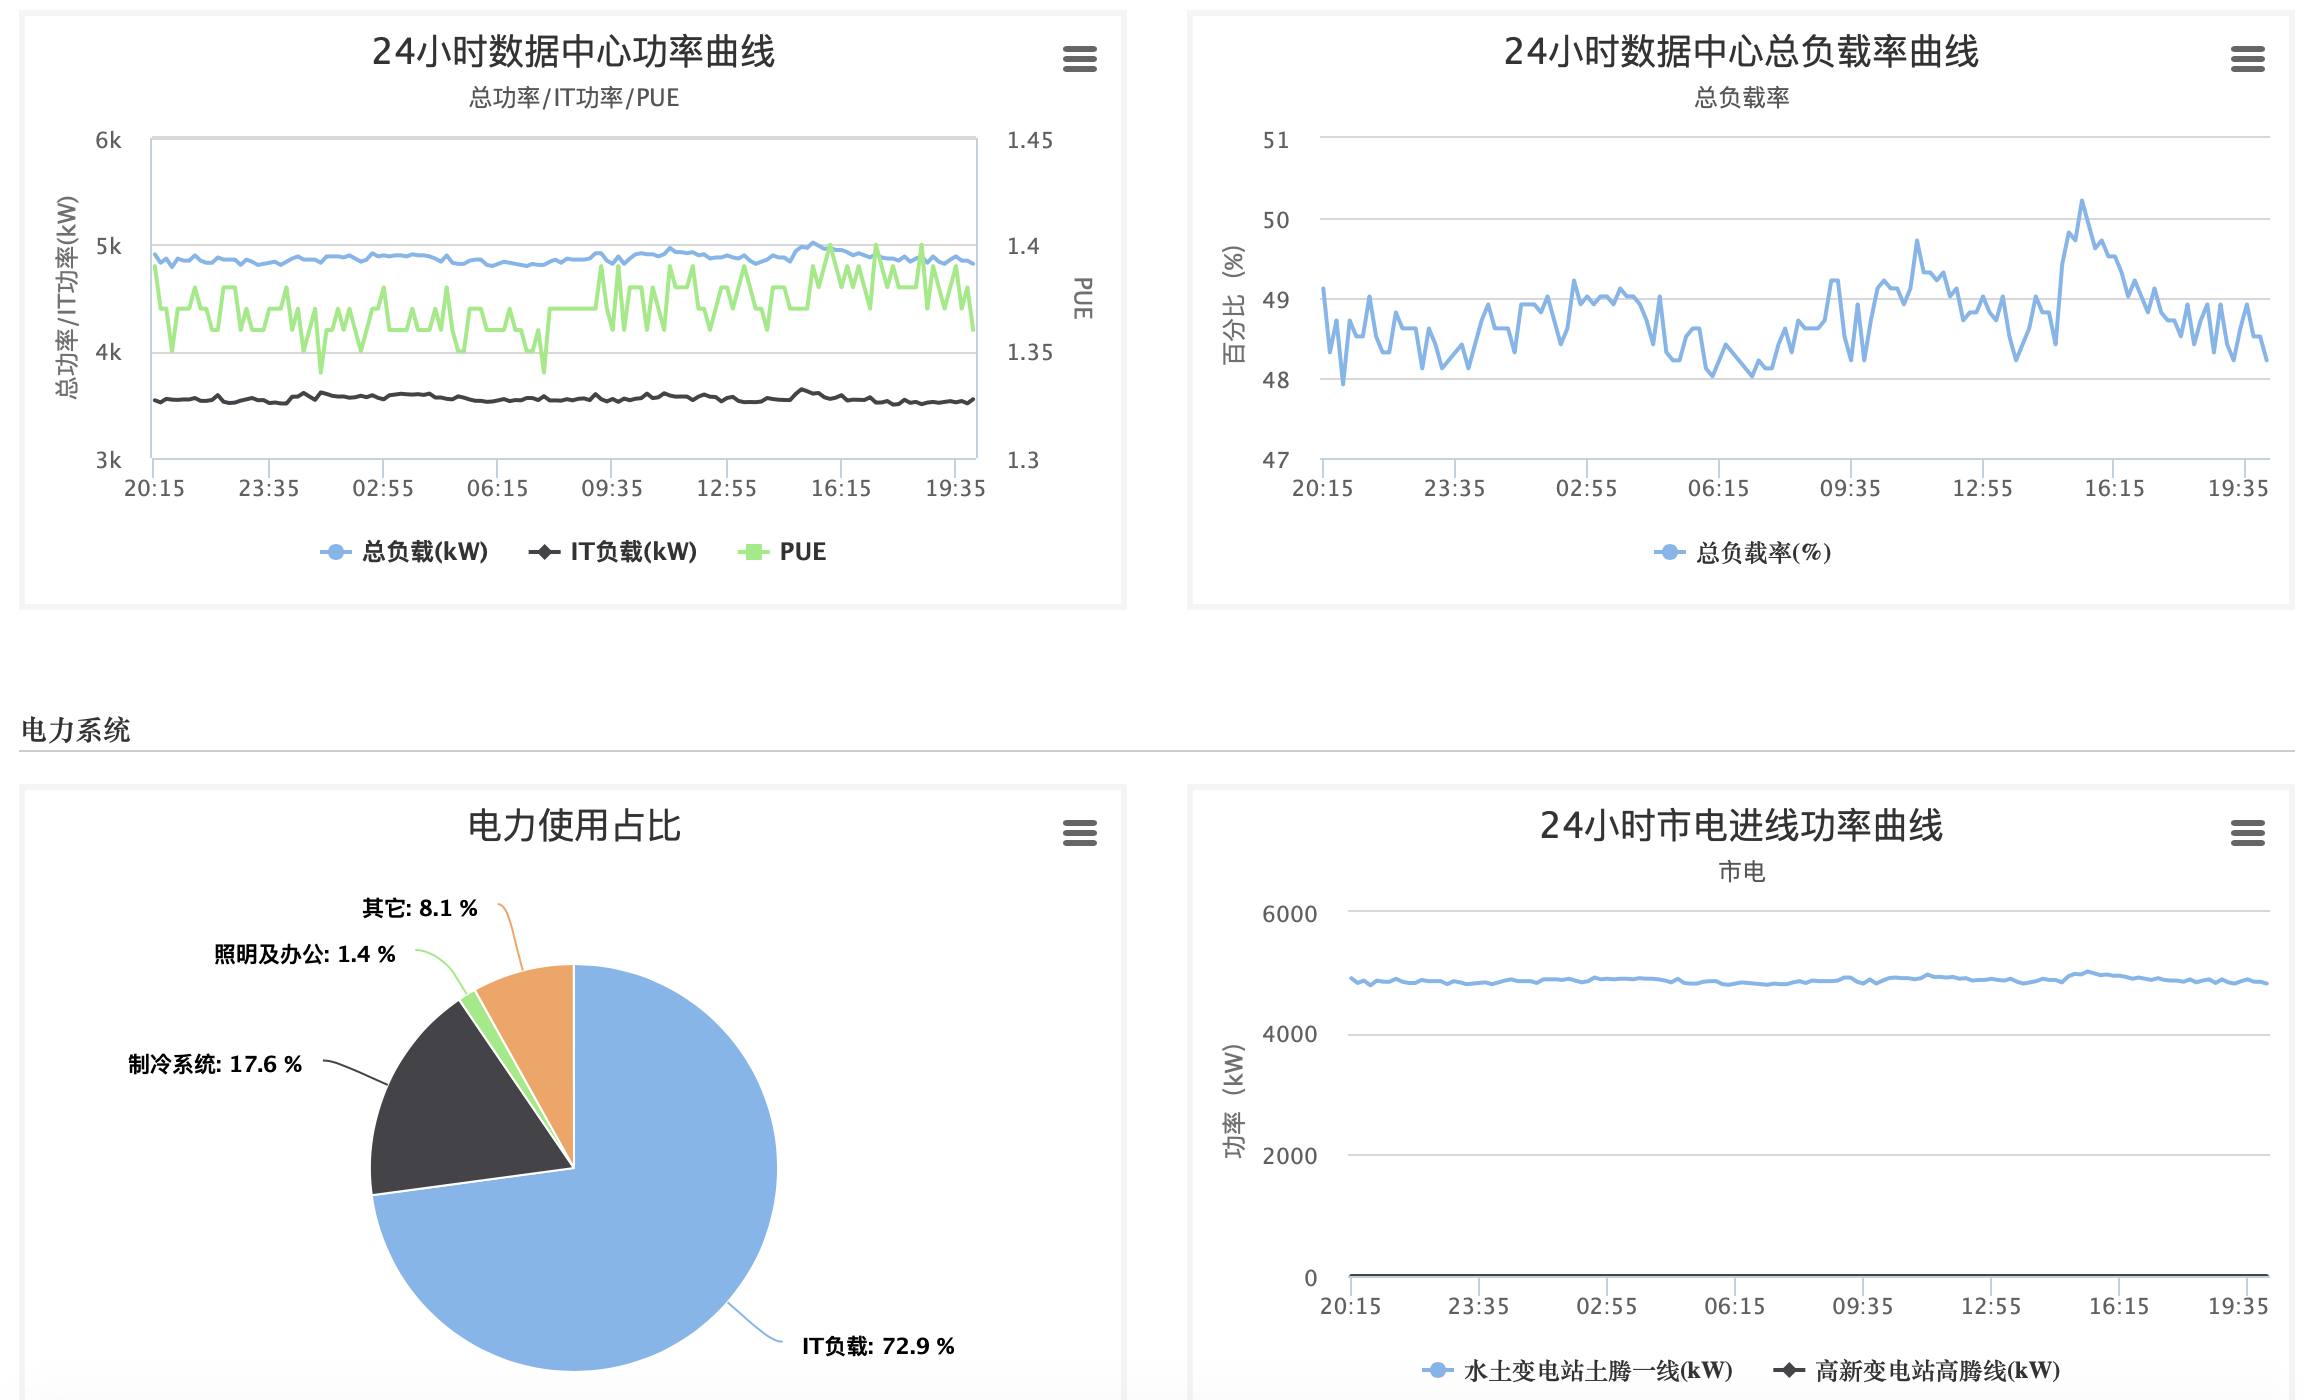 24小时数据中心功率曲线
总功率/IT功率/PUE
总功率/IT功率(kW)
6k
5k
4k
3k
1.45
1.4
1.35
1.3
PUE
20:15 23:35 02:55 06:15 09:35 12:55 16:15 19:35
总负载(kW) IT负载(kW) PUE
24小时数据中心总负载率曲线
总负载率
百分比 (%)
51
50
49
48
47
20:15 23:35 02:55 06:15 09:35 12:55 16:15 19:35
总负载率(%)
电力系统
电力使用占比
其它: 8.1 %
照明及办公: 1.4 %
制冷系统: 17.6 %
IT负载: 72.9 %
24小时市电进线功率曲线
市电
功率 (kW)
6000
4000
2000
0
20:15 23:35 02:55 06:15 09:35 12:55 16:15 19:35
水土变电站土腾一线(kW) 高新变电站高腾线(kW)